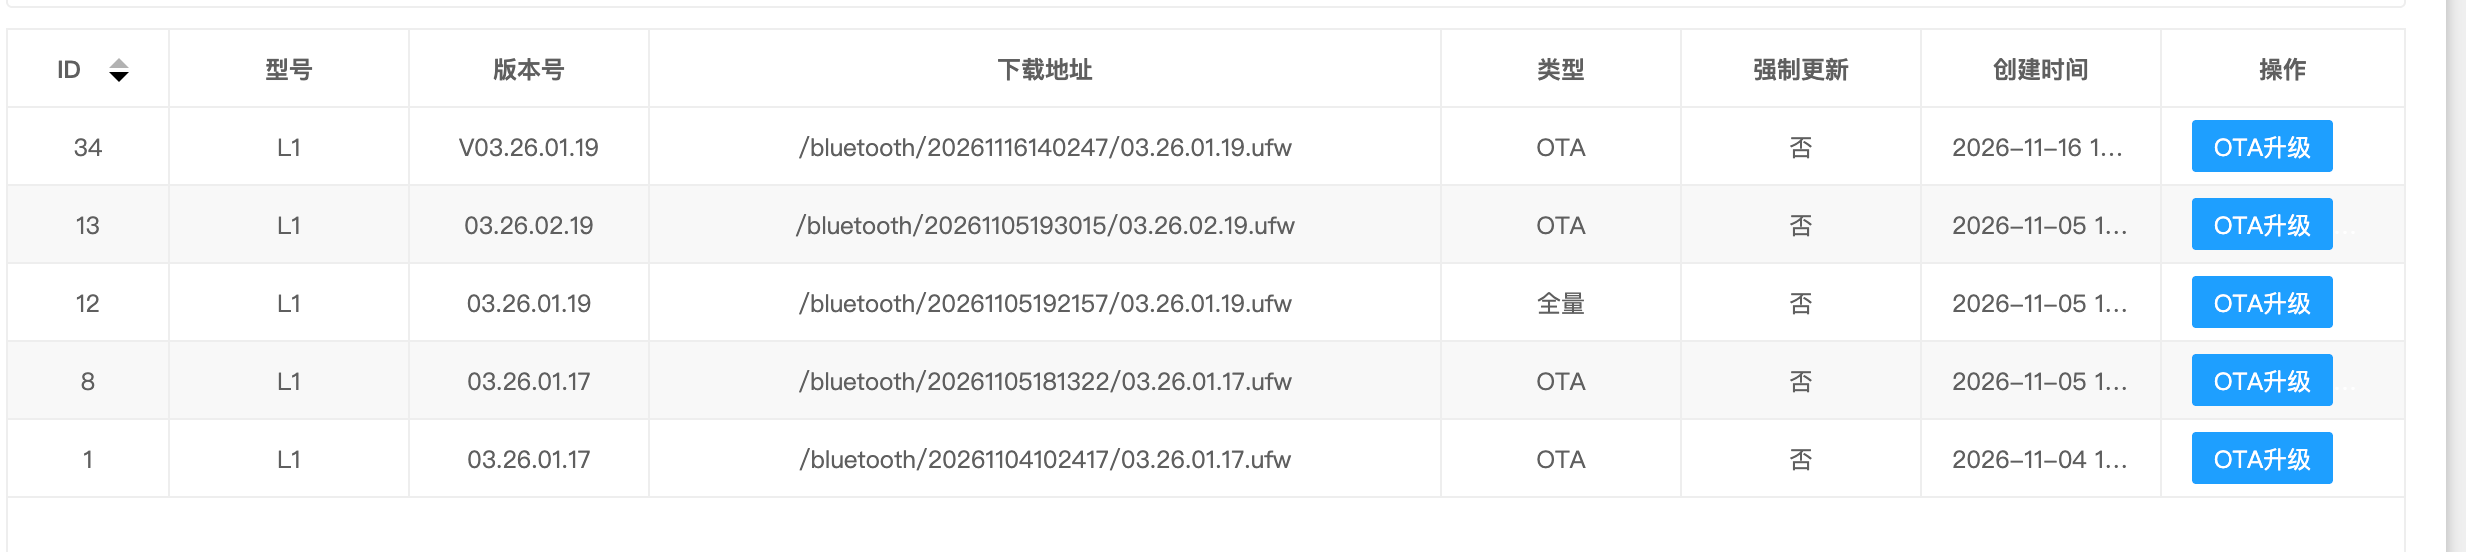 ID 型号 版本号 下载地址 类型 强制更新 创建时间 操作
34 L1 V03.26.01.19 /bluetooth/20261116140247/03.26.01.19.ufw OTA 否 2026-11-16 1... OTA升级
13 L1 03.26.02.19 /bluetooth/20261105193015/03.26.02.19.ufw OTA 否 2026-11-05 1... OTA升级
12 L1 03.26.01.19 /bluetooth/20261105192157/03.26.01.19.ufw 全量 否 2026-11-05 1... OTA升级
8 L1 03.26.01.17 /bluetooth/20261105181322/03.26.01.17.ufw OTA 否 2026-11-05 1... OTA升级
1 L1 03.26.01.17 /bluetooth/20261104102417/03.26.01.17.ufw OTA 否 2026-11-04 1... OTA升级